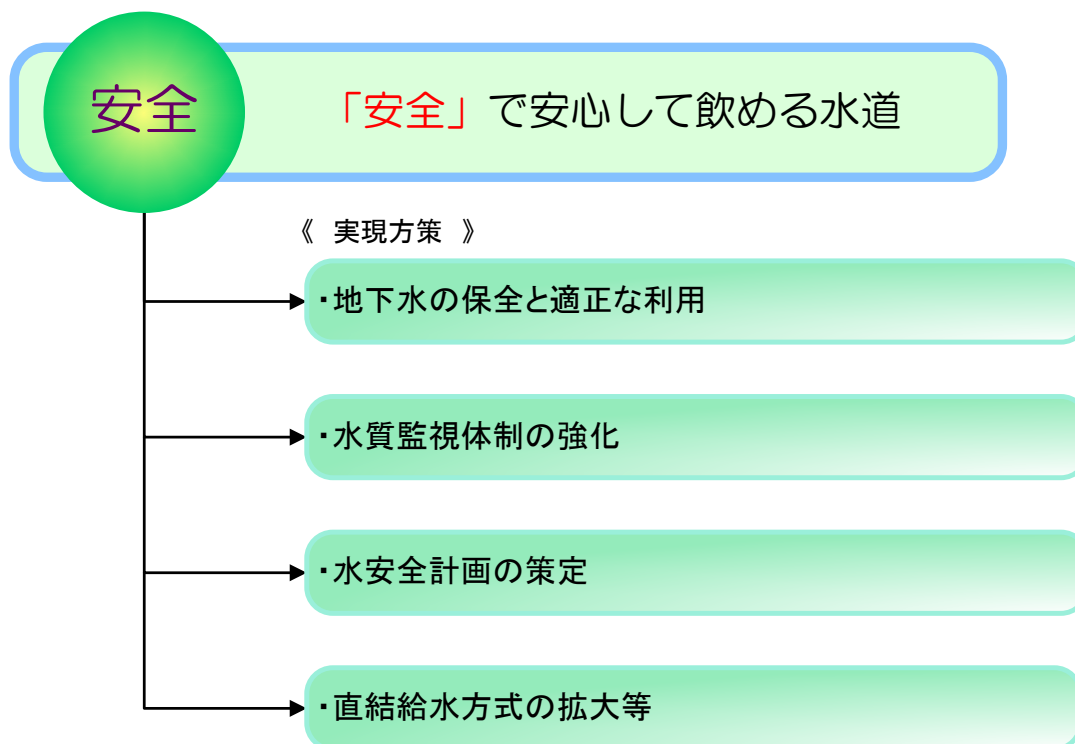 安全
「安全」で安心して飲める水道
《 実現方策 》
・地下水の保全と適正な利用
・水質監視体制の強化
・水安全計画の策定
・直結給水方式の拡大等